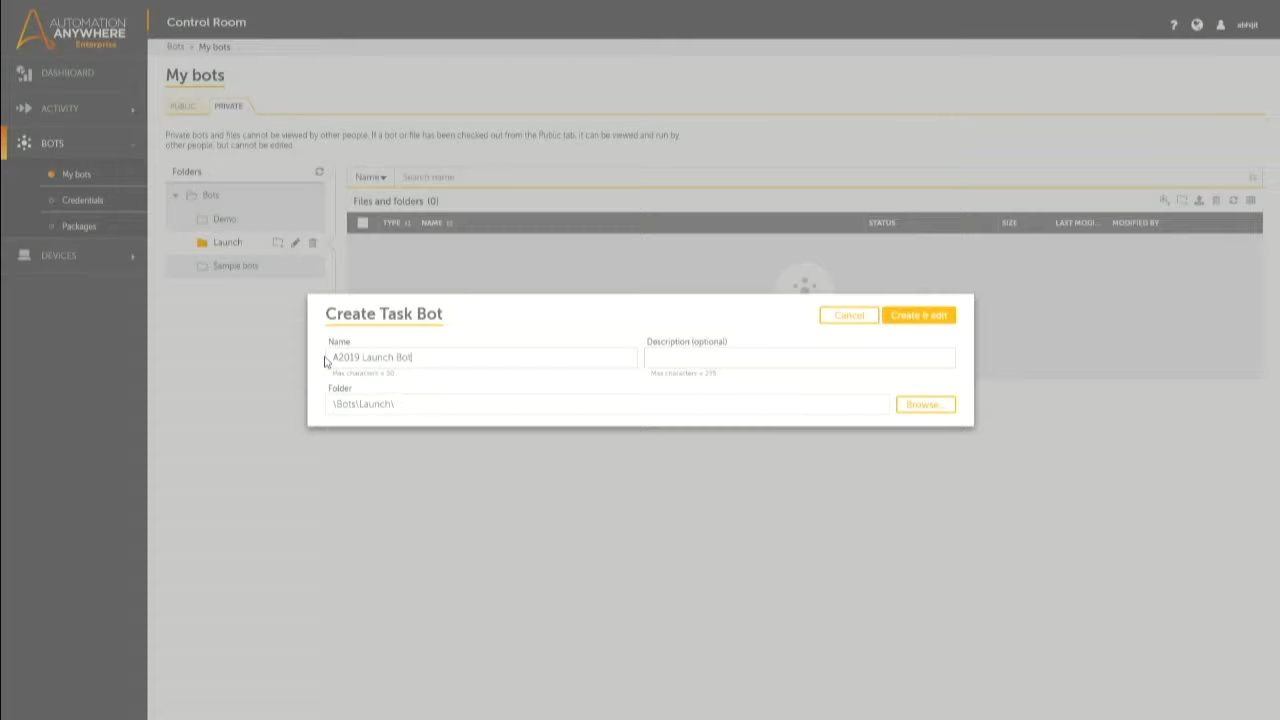 AUTOMATION
ANYWHERE
Enterprise
Control Room
abhijit
Bots
My bots
DASHBOARD
ACTIVITY
BOTS
My bots
Credentials
Packages
DEVICES
My bots
PUBLIC
PRIVATE
Private bots and files cannot be viewed by other people. If a bot or file has been checked out from the Public tab, it can be viewed and run by
other people, but cannot be edited.
Folders
Bots
Demo
Launch
Sample bots
Name
Search name
Files and folders (0)
TYPE NAME STATUS SIZE LAST MODI... MODIFIED BY
Create Task Bot
Cancel
Create & edit
Name
A2019 Launch Bot
Max characters = 50
Description (optional)
Max characters = 255
Folder
\Bots\Launch\
Browse...